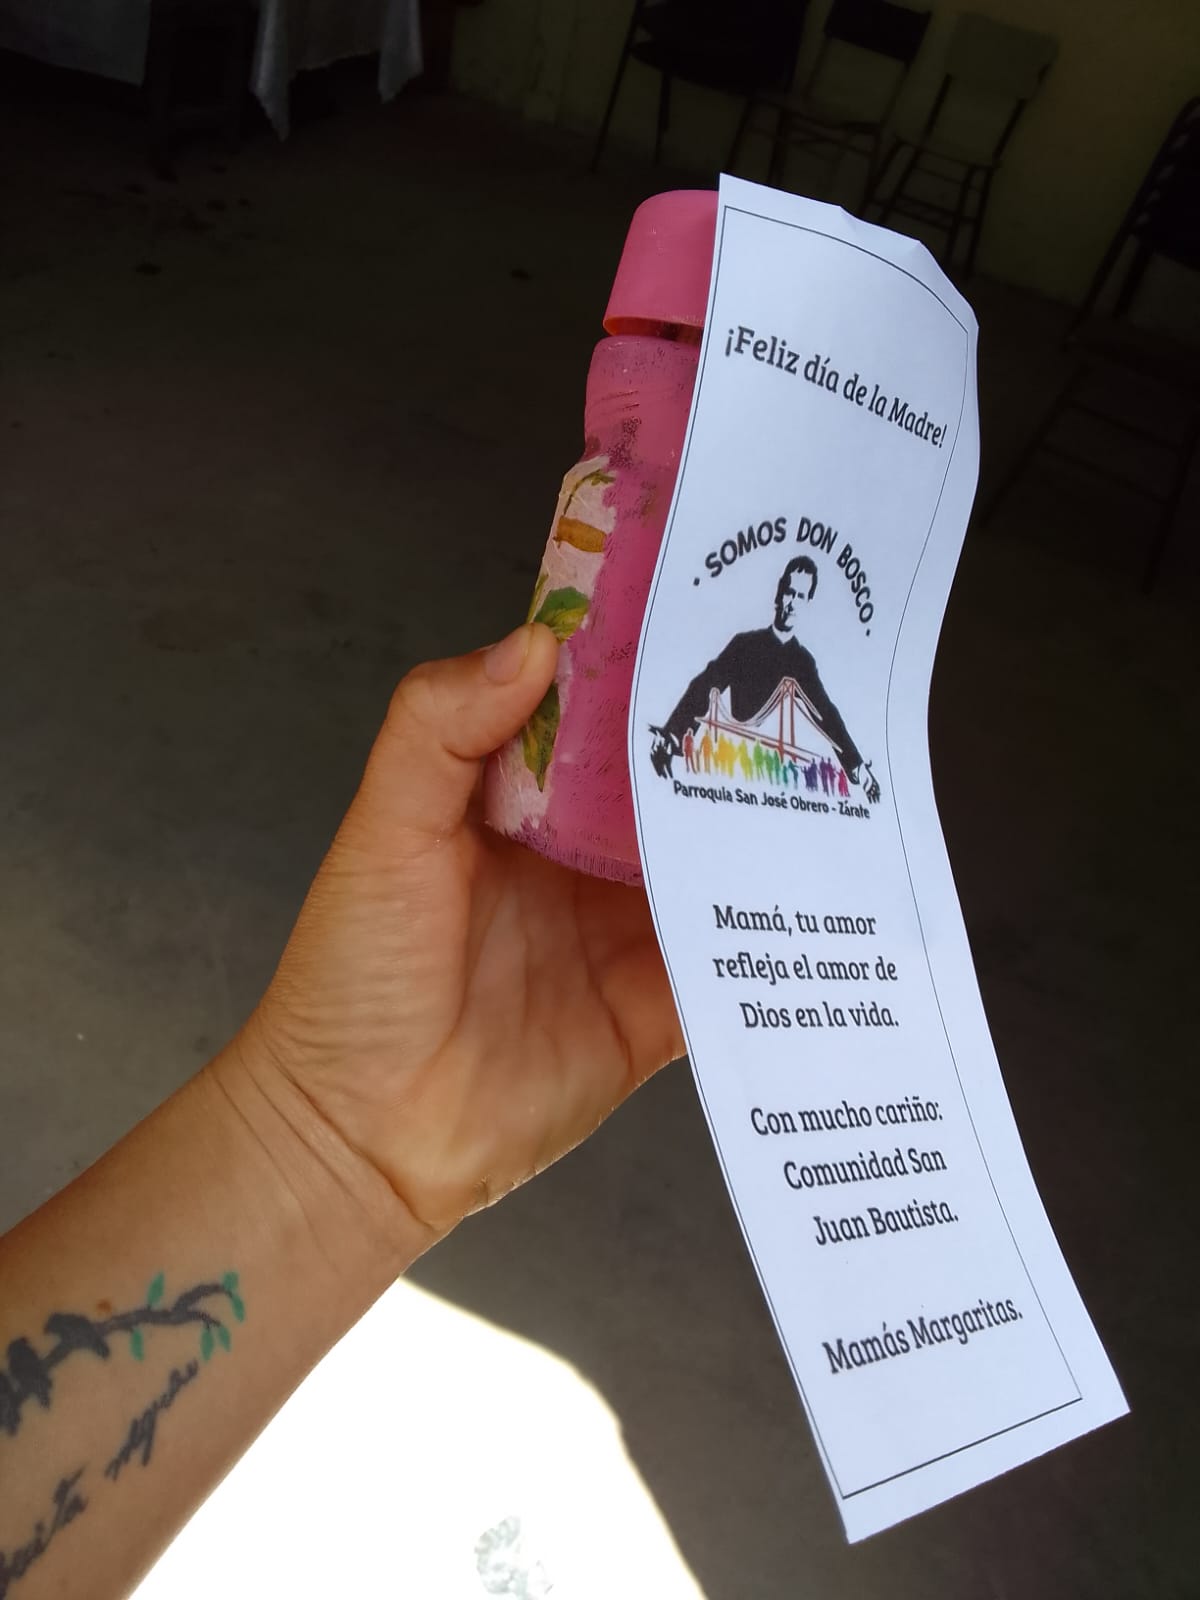 ¡Feliz día de la Madre!
· SOMOS DON BOSCO ·
Parroquia San José Obrero - Zárate
Mamá, tu amor
refleja el amor de
Dios en la vida.
Con mucho cariño:
Comunidad San
Juan Bautista.
Mamás Margaritas.